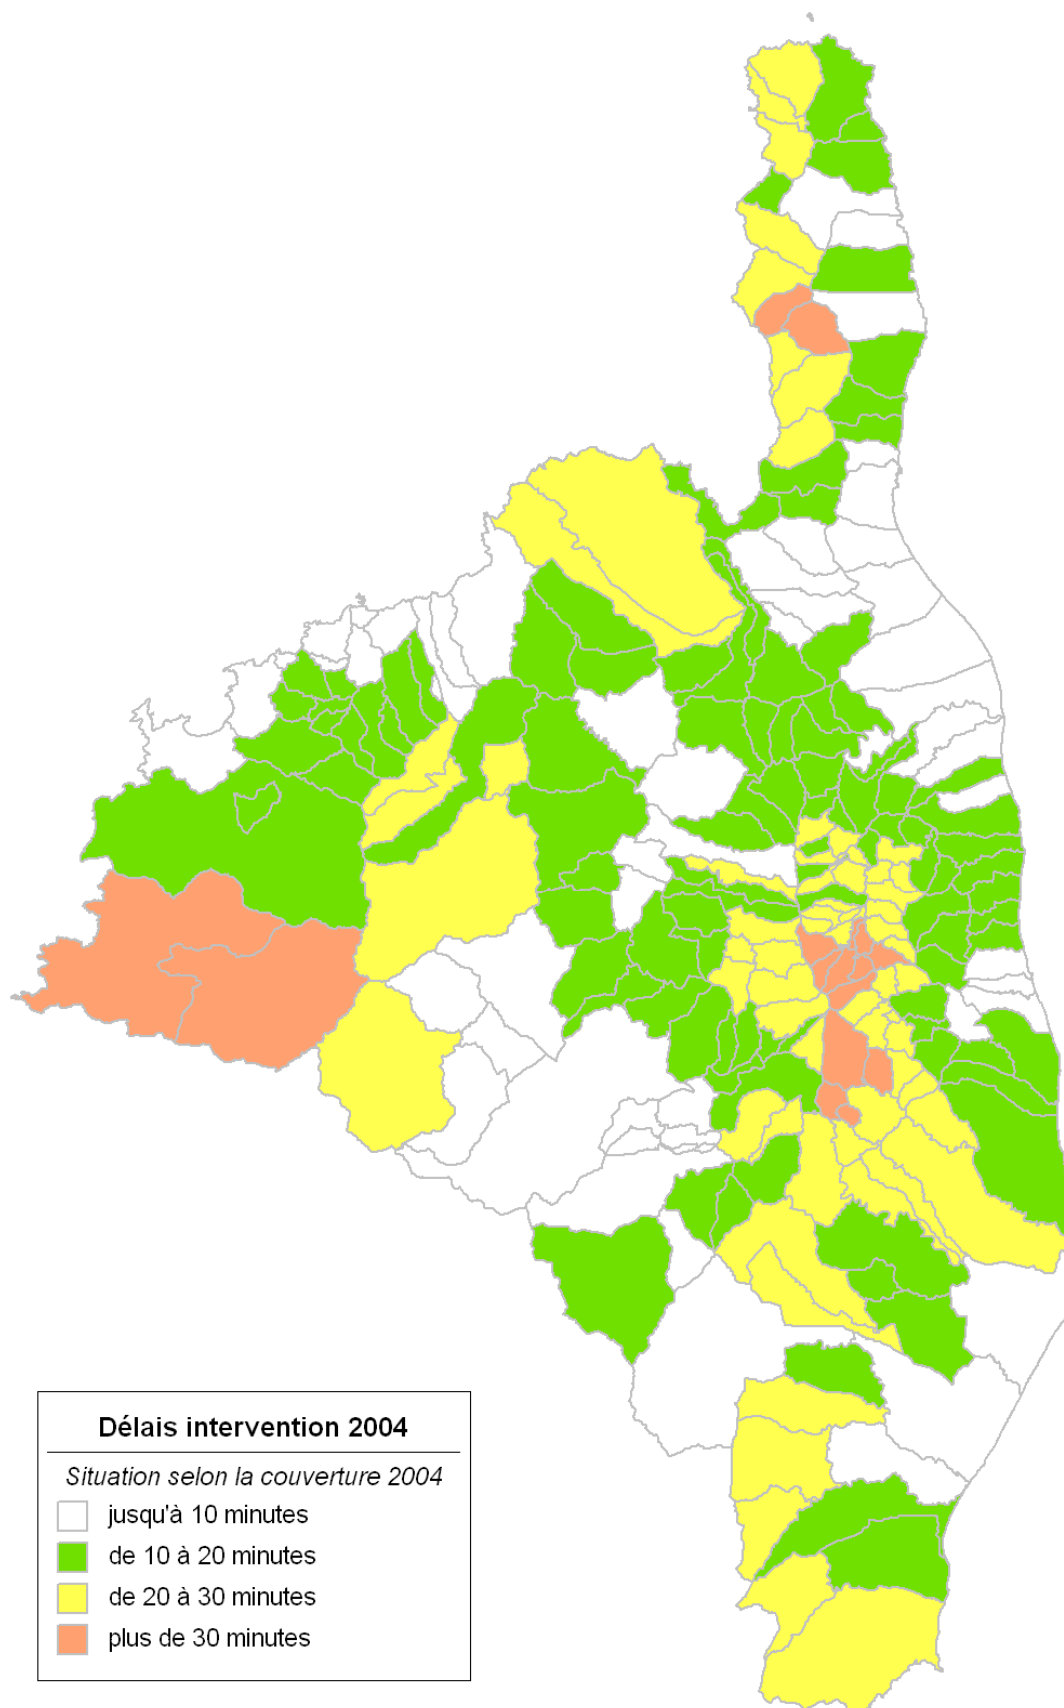 Délais intervention 2004
Situation selon la couverture 2004
jusqu'à 10 minutes
de 10 à 20 minutes
de 20 à 30 minutes
plus de 30 minutes